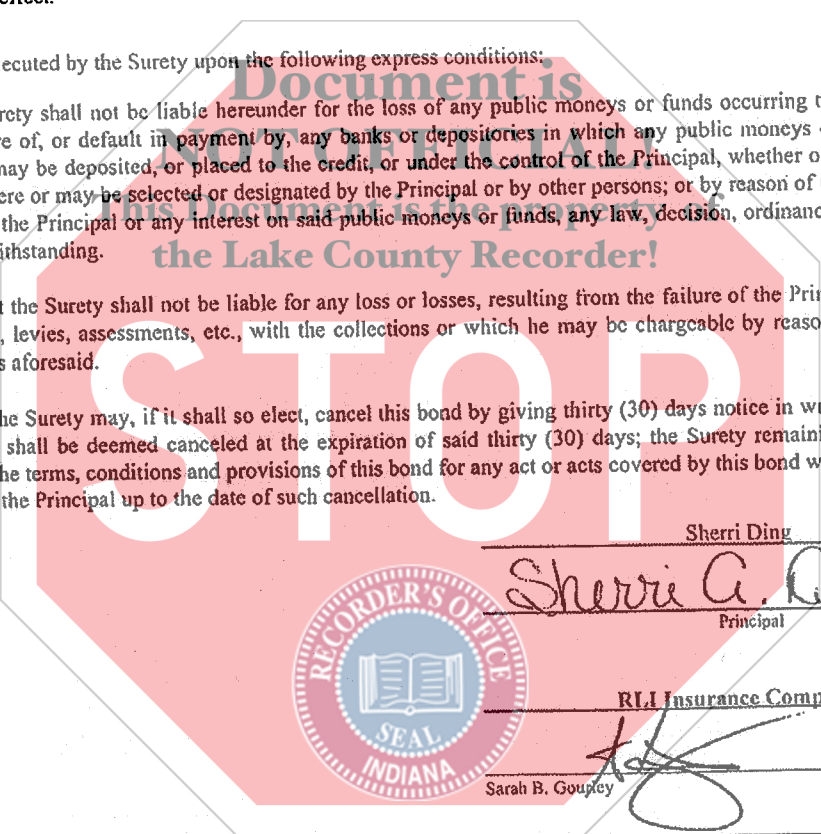 ecuted by the Surety upon the following express conditions:
Document is
rety shall not be liable hereunder for the loss of any public moneys or funds occurring t
e of, or default in payment by, any banks or depositories in which any public moneys
NOT OFFICIAL!
may be deposited, or placed to the credit, or under the control of the Principal, whether o
ere or may be selected or designated by the Principal or by other persons; or by reason of
This Document is the property of
the Principal or any interest on said public moneys or funds, any law, decision, ordinanc
ithstanding.
the Lake County Recorder!
t the Surety shall not be liable for any loss or losses, resulting from the failure of the Prin
, levies, assessments, etc., with the collections or which he may be chargeable by reaso
s aforesaid.
STOP
he Surety may, if it shall so elect, cancel this bond by giving thirty (30) days notice in w
shall be deemed canceled at the expiration of said thirty (30) days; the Surety remaini
he terms, conditions and provisions of this bond for any act or acts covered by this bond w
the Principal up to the date of such cancellation.
Sherri Ding
Sherri A.
Principal
RECORDER'S OFFICE
SEAL
INDIANA
RLI Insurance Comp
Sarah B. Gourley